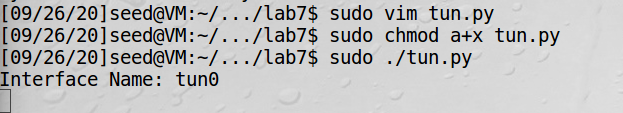 [09/26/20]seed@VM:~/.../lab7$ sudo vim tun.py
[09/26/20]seed@VM:~/.../lab7$ sudo chmod a+x tun.py
[09/26/20]seed@VM:~/.../lab7$ sudo ./tun.py
Interface Name: tun0